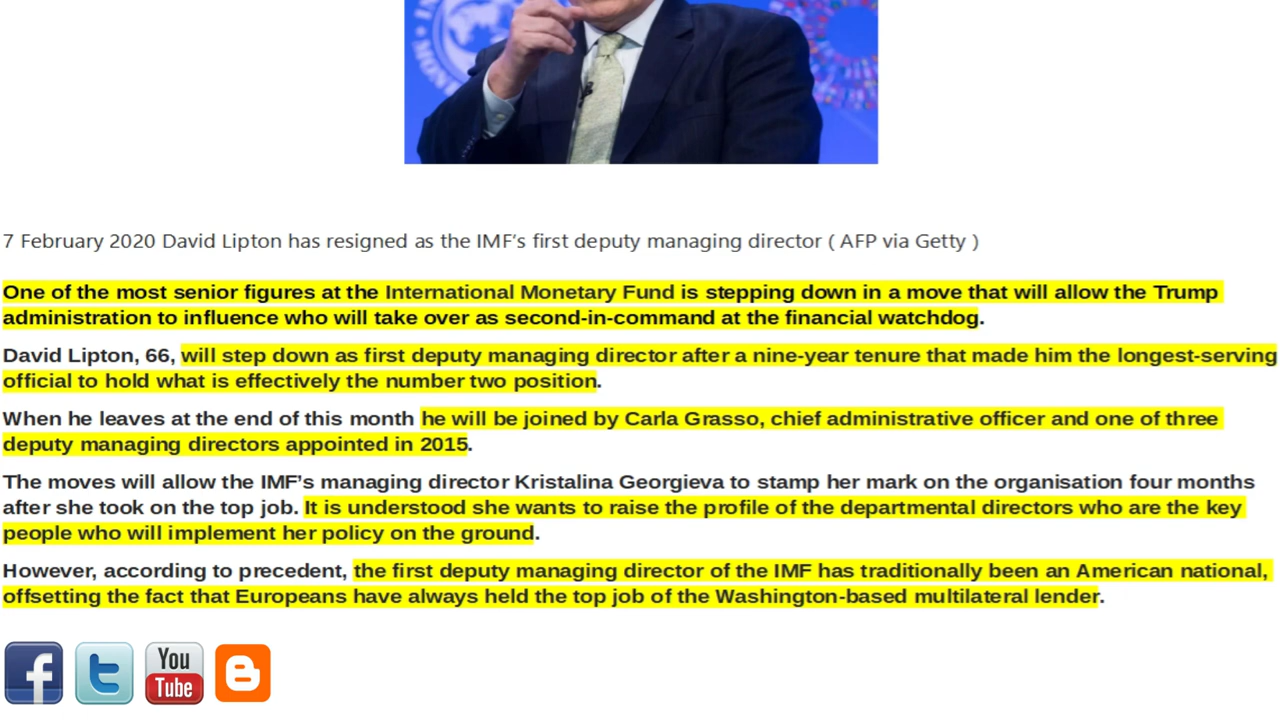 IN
MON
7 February 2020 David Lipton has resigned as the IMF’s first deputy managing director ( AFP via Getty )
One of the most senior figures at the International Monetary Fund is stepping down in a move that will allow the Trump
administration to influence who will take over as second-in-command at the financial watchdog.
David Lipton, 66, will step down as first deputy managing director after a nine-year tenure that made him the longest-serving
official to hold what is effectively the number two position.
When he leaves at the end of this month he will be joined by Carla Grasso, chief administrative officer and one of three
deputy managing directors appointed in 2015.
The moves will allow the IMF’s managing director Kristalina Georgieva to stamp her mark on the organisation four months
after she took on the top job. It is understood she wants to raise the profile of the departmental directors who are the key
people who will implement her policy on the ground.
However, according to precedent, the first deputy managing director of the IMF has traditionally been an American national,
offsetting the fact that Europeans have always held the top job of the Washington-based multilateral lender.
f
t
You
Tube
B